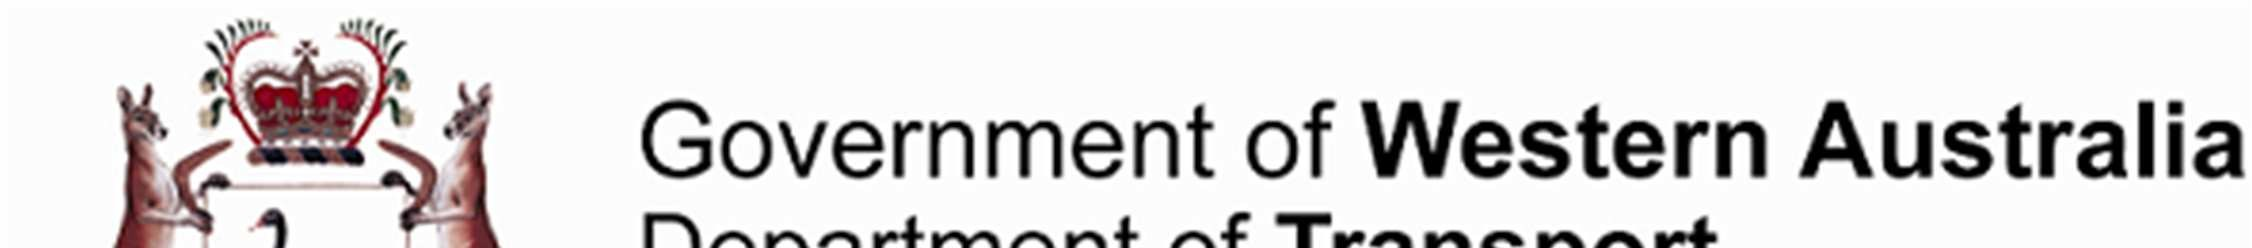 Government of Western Australia
Department of Transport